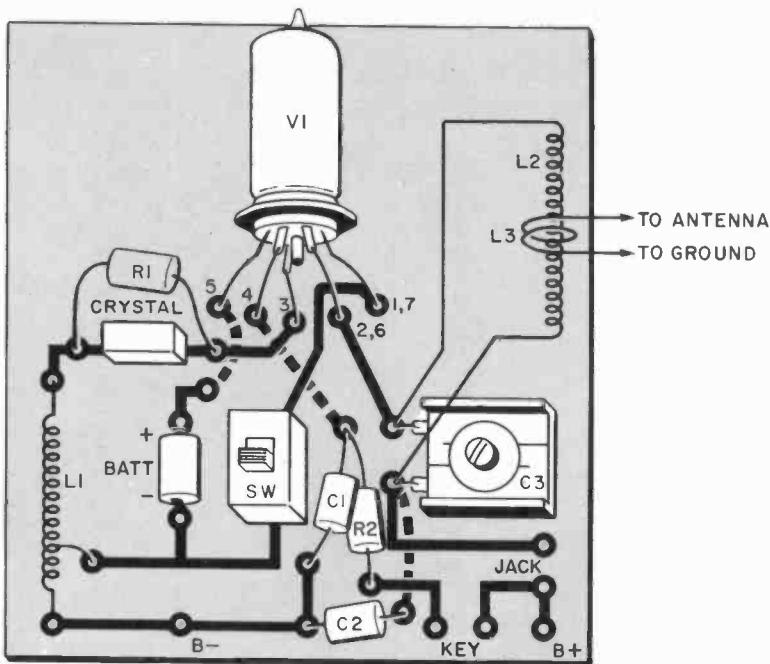 V1
L2
TO ANTENNA
L3
TO GROUND
R1
CRYSTAL
5
4
3
2,6
1,7
+
BATT
-
L1
SW
C1
R2
C3
JACK
C2
B-
KEY
B+